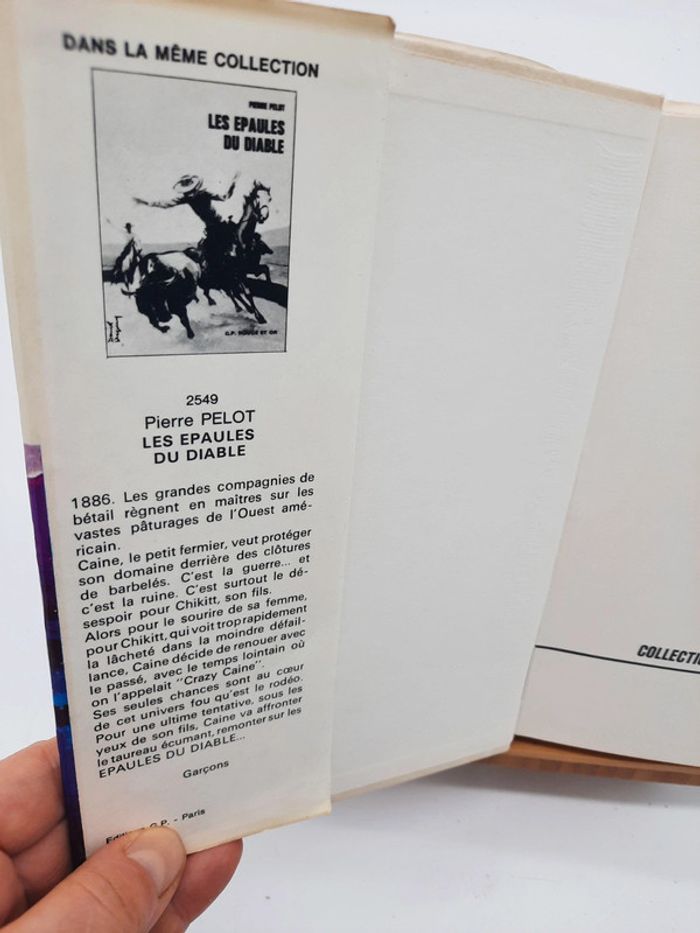 DANS LA MÊME COLLECTION
PIERRE PELOT
LES EPAULES
DU DIABLE
G.P. ROUGE ET OR
2549
Pierre PELOT
LES EPAULES
DU DIABLE
1886. Les grandes compagnies de
bétail règnent en maîtres sur les
vastes pâturages de l'Ouest amé-
ricain.
Caine, le petit fermier, veut protéger
son domaine derrière des clôtures
de barbelés. C'est la guerre... et
c'est la ruine. C'est surtout le dé-
sespoir pour Chikitt, son fils.
Alors pour le sourire de sa femme,
pour Chikitt, qui voit trop rapidement
la lâcheté dans la moindre défail-
lance, Caine décide de renouer avec
le passé, avec le temps lointain où
on l'appelait "Crazy Caine".
Ses seules chances sont au cœur
de cet univers fou qu'est le rodéo.
Pour une ultime tentative, sous les
yeux de son fils, Caine va affronter
le taureau écumant, remonter sur les
EPAULES DU DIABLE...
Garçons
G.P. - Paris
COLLECTI